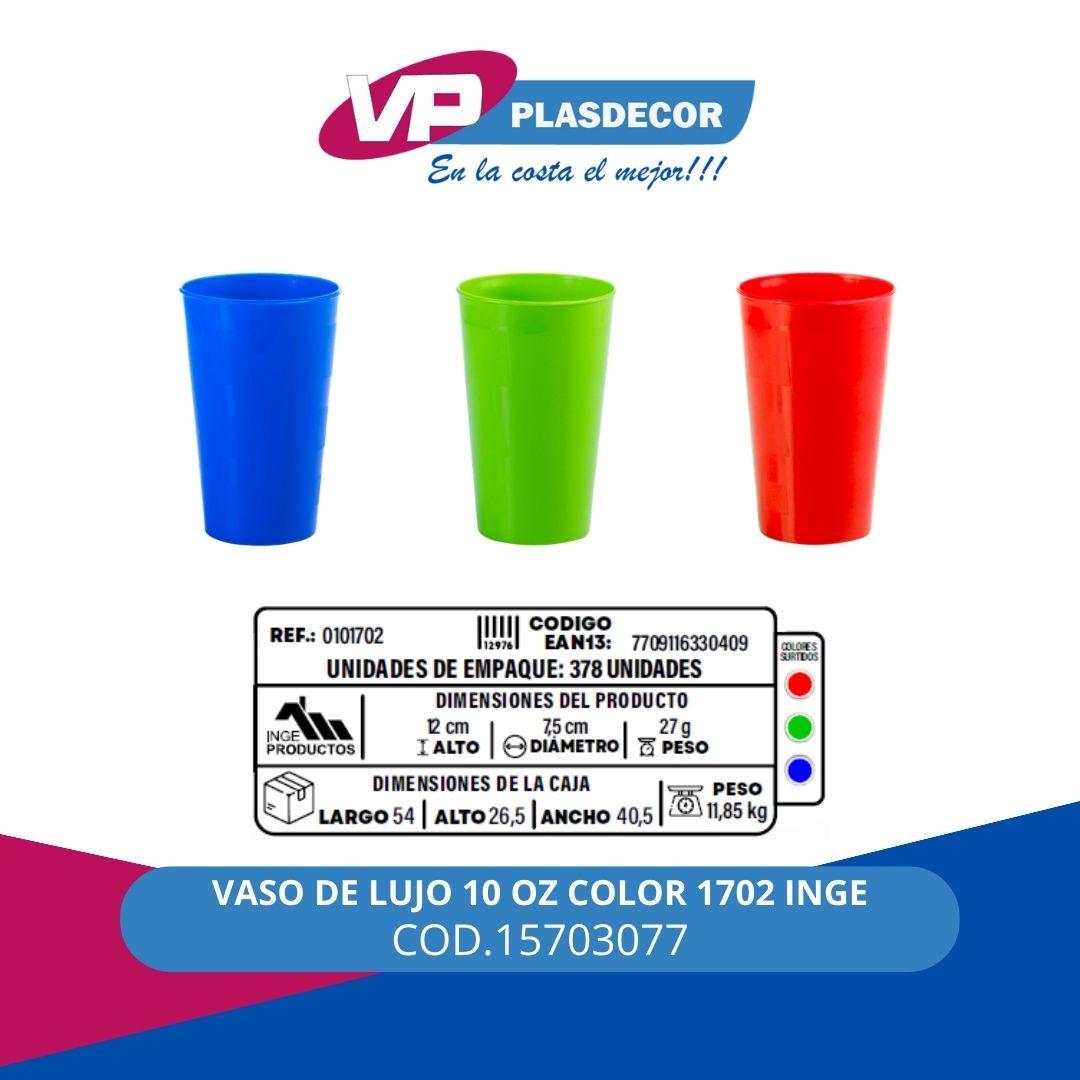 VP PLASDECOR
En la costa el mejor!!!
REF.: 0101702
12976
CODIGO
EAN13: 7709116330409
UNIDADES DE EMPAQUE: 378 UNIDADES
COLORES
SURTIDOS
INGE
PRODUCTOS
DIMENSIONES DEL PRODUCTO
12 cm 7,5 cm 27 g
ALTO DIÁMETRO PESO
DIMENSIONES DE LA CAJA
LARGO 54 ALTO 26,5 ANCHO 40,5
PESO
11,85 kg
VASO DE LUJO 10 OZ COLOR 1702 INGE
COD.15703077